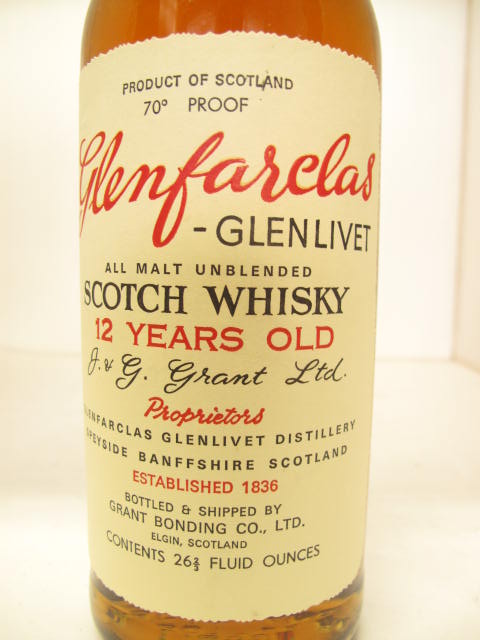 PRODUCT OF SCOTLAND
70° PROOF
Glenfarclas
-GLENLIVET
ALL MALT UNBLENDED
SCOTCH WHISKY
12 YEARS OLD
J. & G. Grant Ltd.
Proprietors
GLENFARCLAS GLENLIVET DISTILLERY
SPEYSIDE BANFFSHIRE SCOTLAND
ESTABLISHED 1836
BOTTLED & SHIPPED BY
GRANT BONDING CO., LTD.
ELGIN, SCOTLAND
CONTENTS 26⅔ FLUID OUNCES